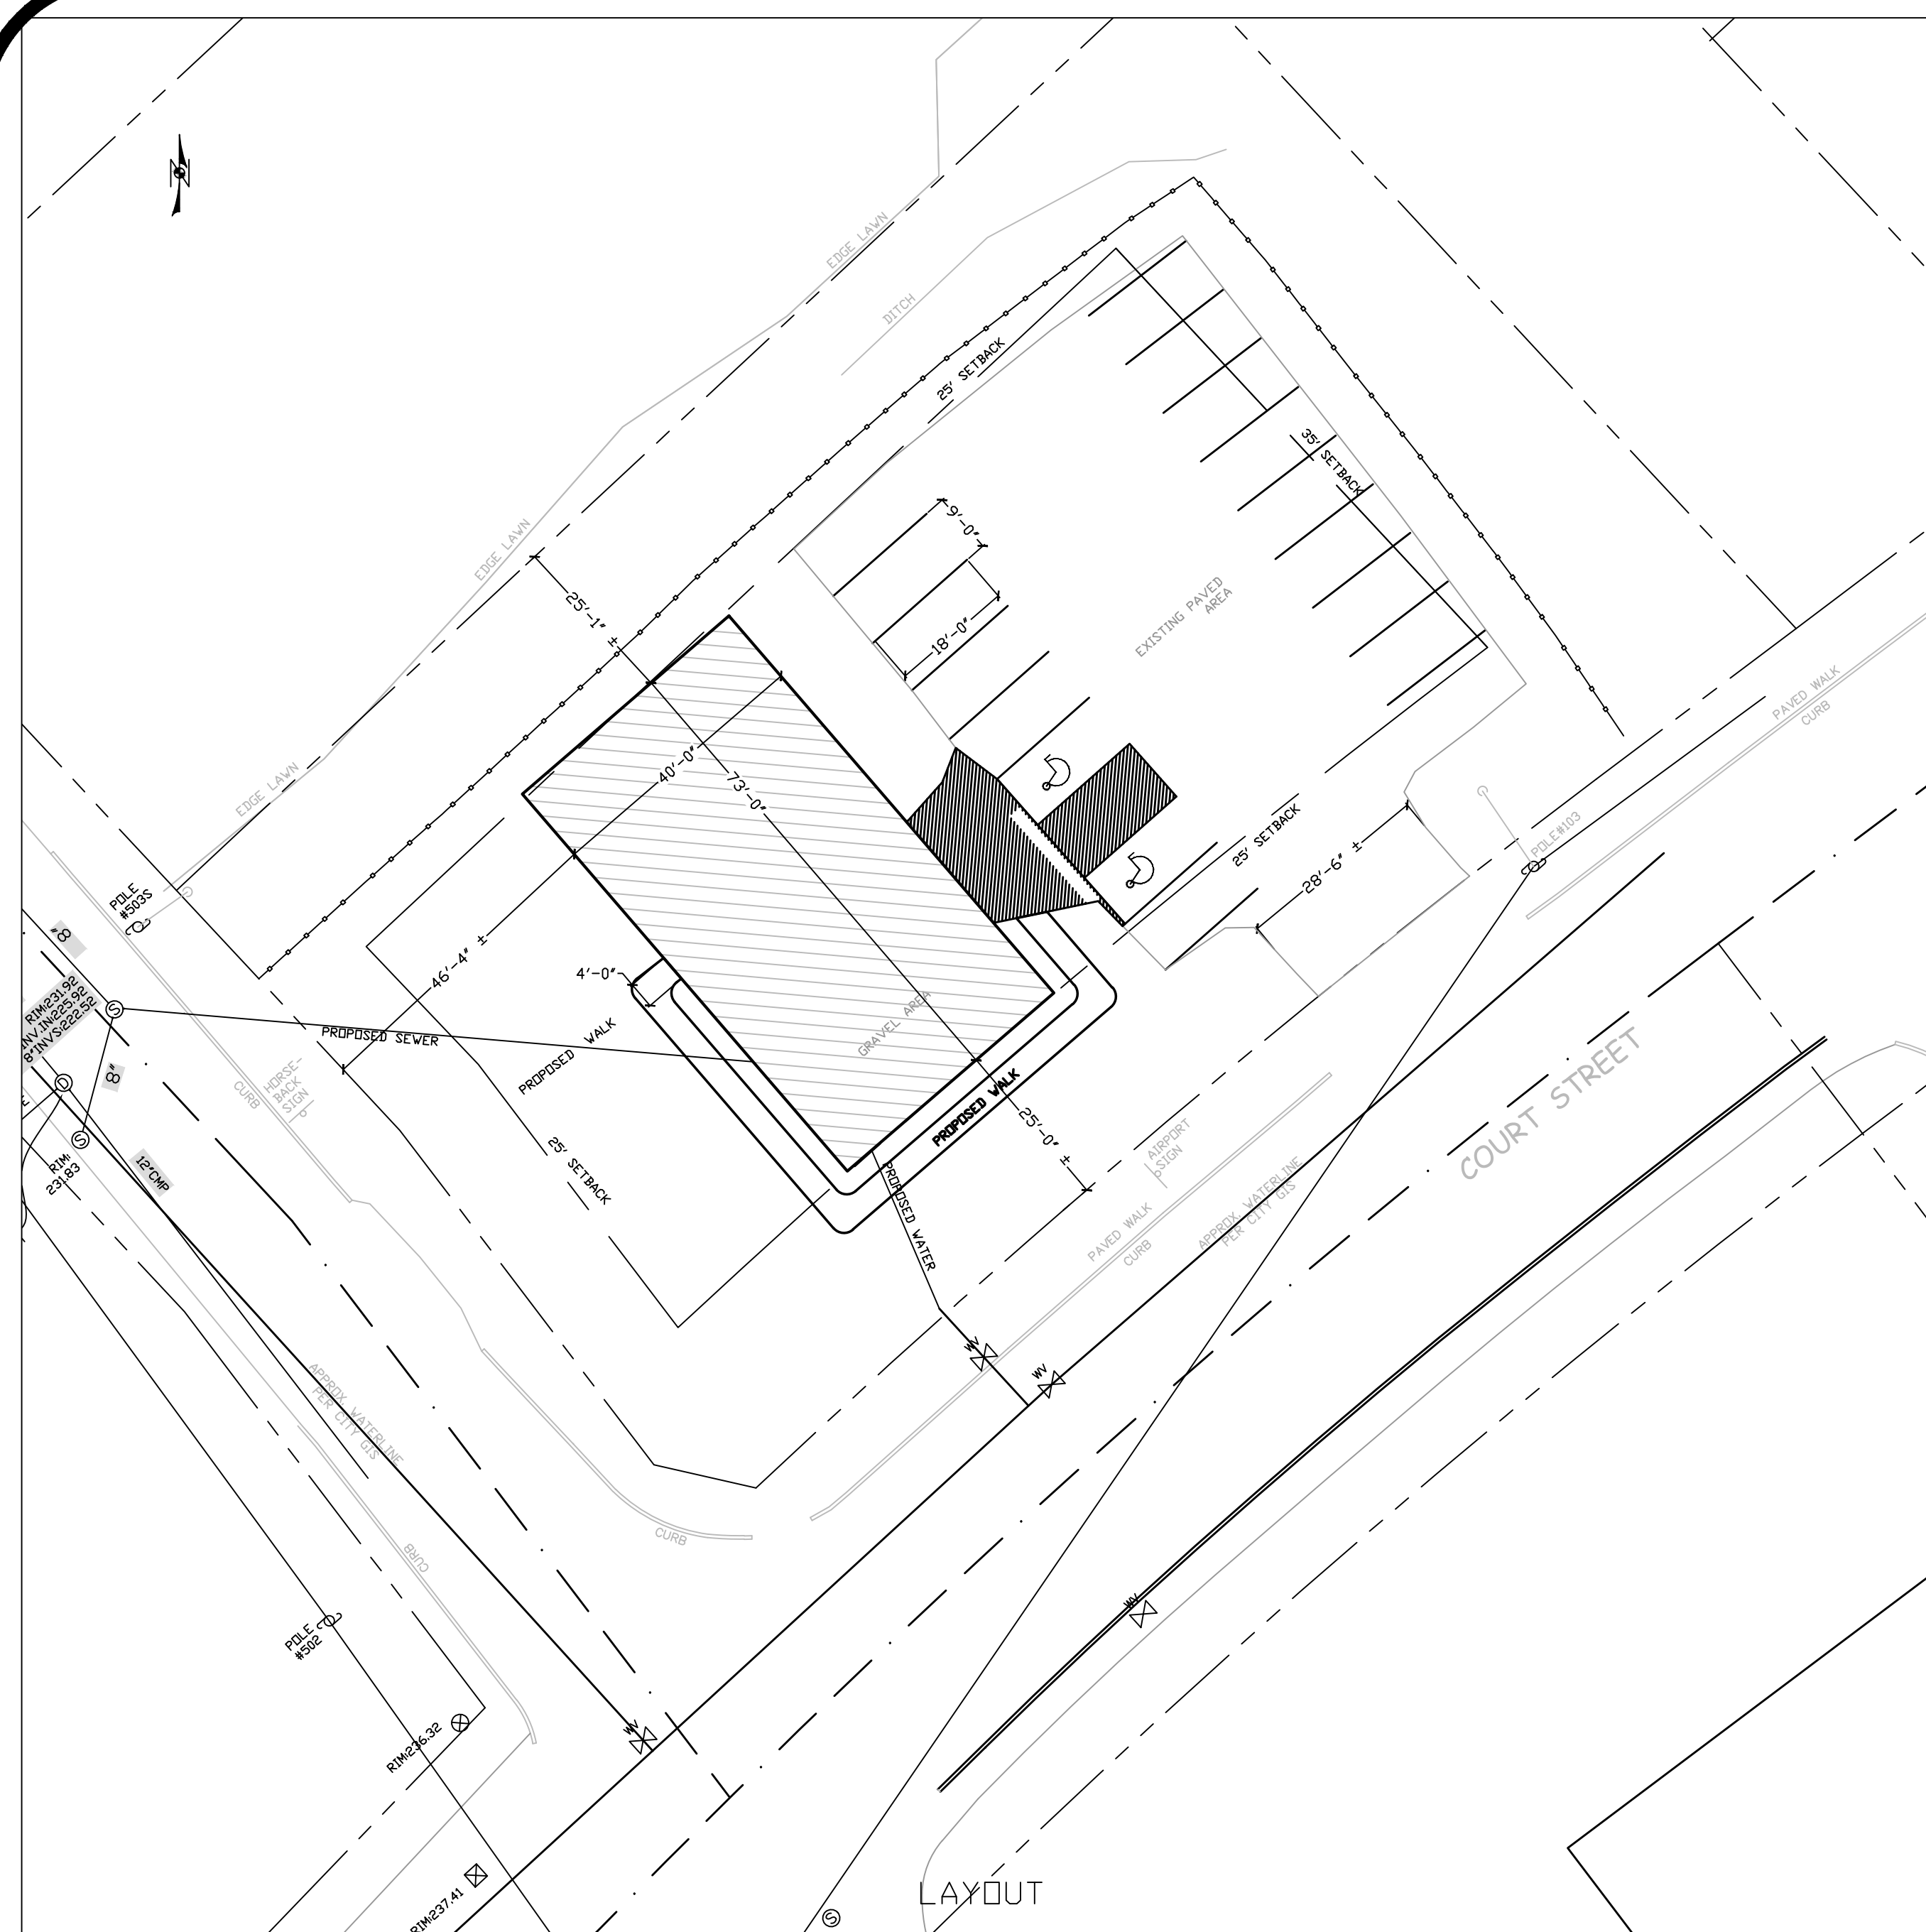 N
EDGE LAWN
DITCH
25' SETBACK
35' SETBACK
9'-0"
EDGE LAWN
25'-1" ±
18'-0"
EXISTING PAVED
AREA
PAVED WALK
CURB
40'-0"
73'-0"
EDGE LAWN
25' SETBACK
POLE#103
28'-6" ±
POLE
#503S
8"
46'-4" ±
4'-0"
RIM:231.92
INV.IN:225.92
8"INVS:222.52
S
PROPOSED SEWER
PROPOSED WALK
GRAVEL AREA
PROPOSED WALK
25'-0" ±
COURT STREET
8"
D
S
HORSE-
BACK
SIGN
CURB
RIM:
231.83
12"CMP
25' SETBACK
PROPOSED WATER
AIRPORT
SIGN
PAVED WALK
CURB
APPROX. WATERLINE
PER CITY GIS
WV
WV
APPROX. WATERLINE
PER CITY GIS
CURB
CURB
WV
POLE
#502
RIM:236.32
WV
RIM:237.41
S
LAYOUT